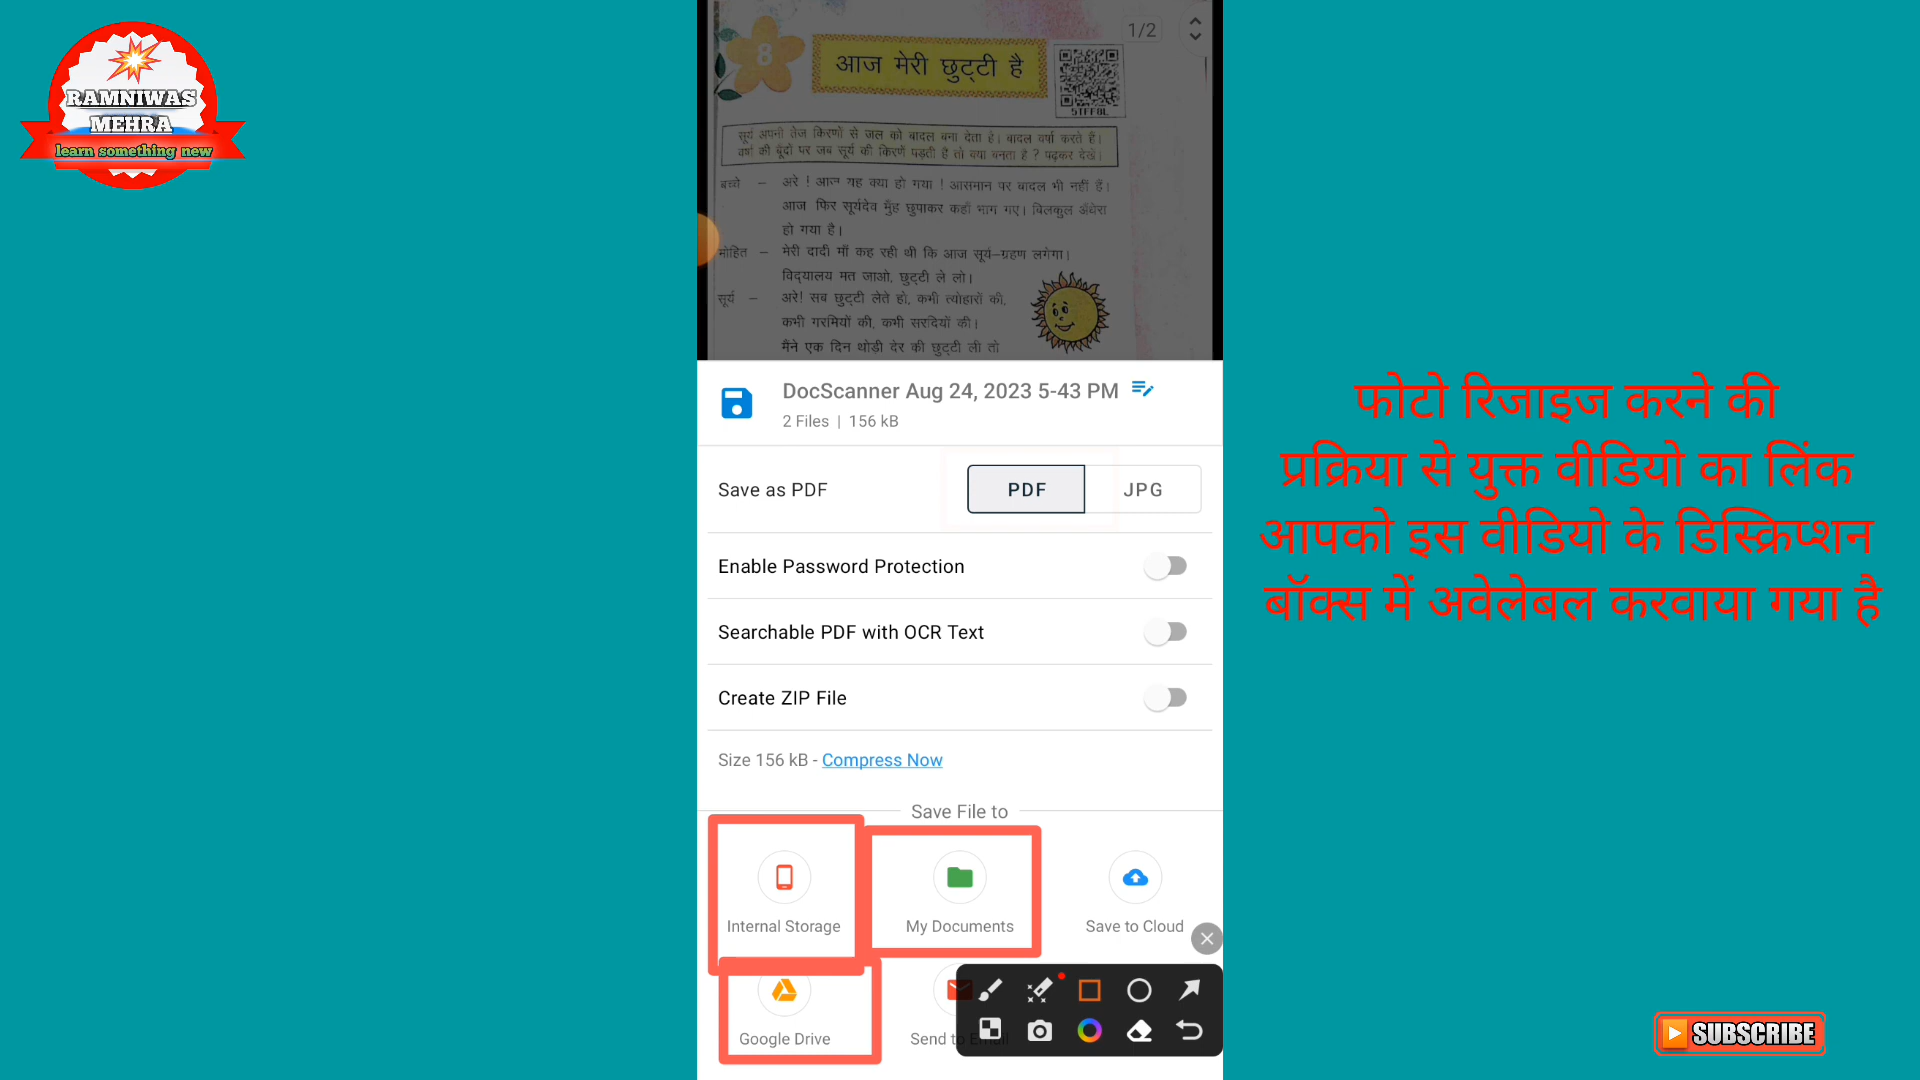 RAMNIWAS
MEHRA
learn something new
1/2
8
आज मेरी छुट्टी है
5TFF8L
सूर्य अपनी तेज किरणों से जल को बादल बना देता है। बादल वर्षा करते हैं।
वर्षा की बूंदों पर जब सूर्य की किरणें पड़ती है तो क्या बनता है ? पढ़कर देखें।
बच्चे – अरे ! आज यह क्या हो गया ! आसमान पर बादल भी नहीं हैं।
आज फिर सूर्यदेव मुँह छुपाकर कहाँ भाग गए। बिलकुल अँधेरा
हो गया है।
मोहित – मेरी दादी माँ कह रही थी कि आज सूर्य–ग्रहण लगेगा।
विद्यालय मत जाओ, छुट्टी ले लो।
सूर्य – अरे! सब छुट्टी लेते हो, कभी त्योहारों की,
कभी गरमियों की, कभी सरदियों की।
मैंने एक दिन थोड़ी देर की छुट्टी ली तो
DocScanner Aug 24, 2023 5-43 PM
2 Files | 156 kB
Save as PDF
PDF
JPG
Enable Password Protection
Searchable PDF with OCR Text
Create ZIP File
Size 156 kB - Compress Now
Save File to
Internal Storage
My Documents
Save to Cloud
Google Drive
Send to Email
फोटो रिजाइज करने की
प्रक्रिया से युक्त वीडियो का लिंक
आपको इस वीडियो के डिस्क्रिप्शन
बॉक्स में अवेलेबल करवाया गया है
SUBSCRIBE